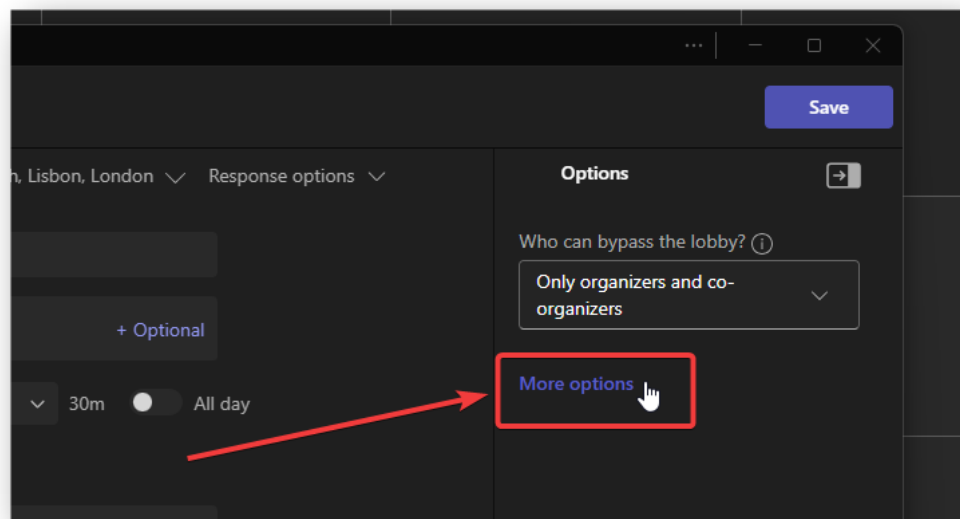 Save
, Lisbon, London
Response options
Options
Who can bypass the lobby?
Only organizers and co-
organizers
+ Optional
More options
30m
All day